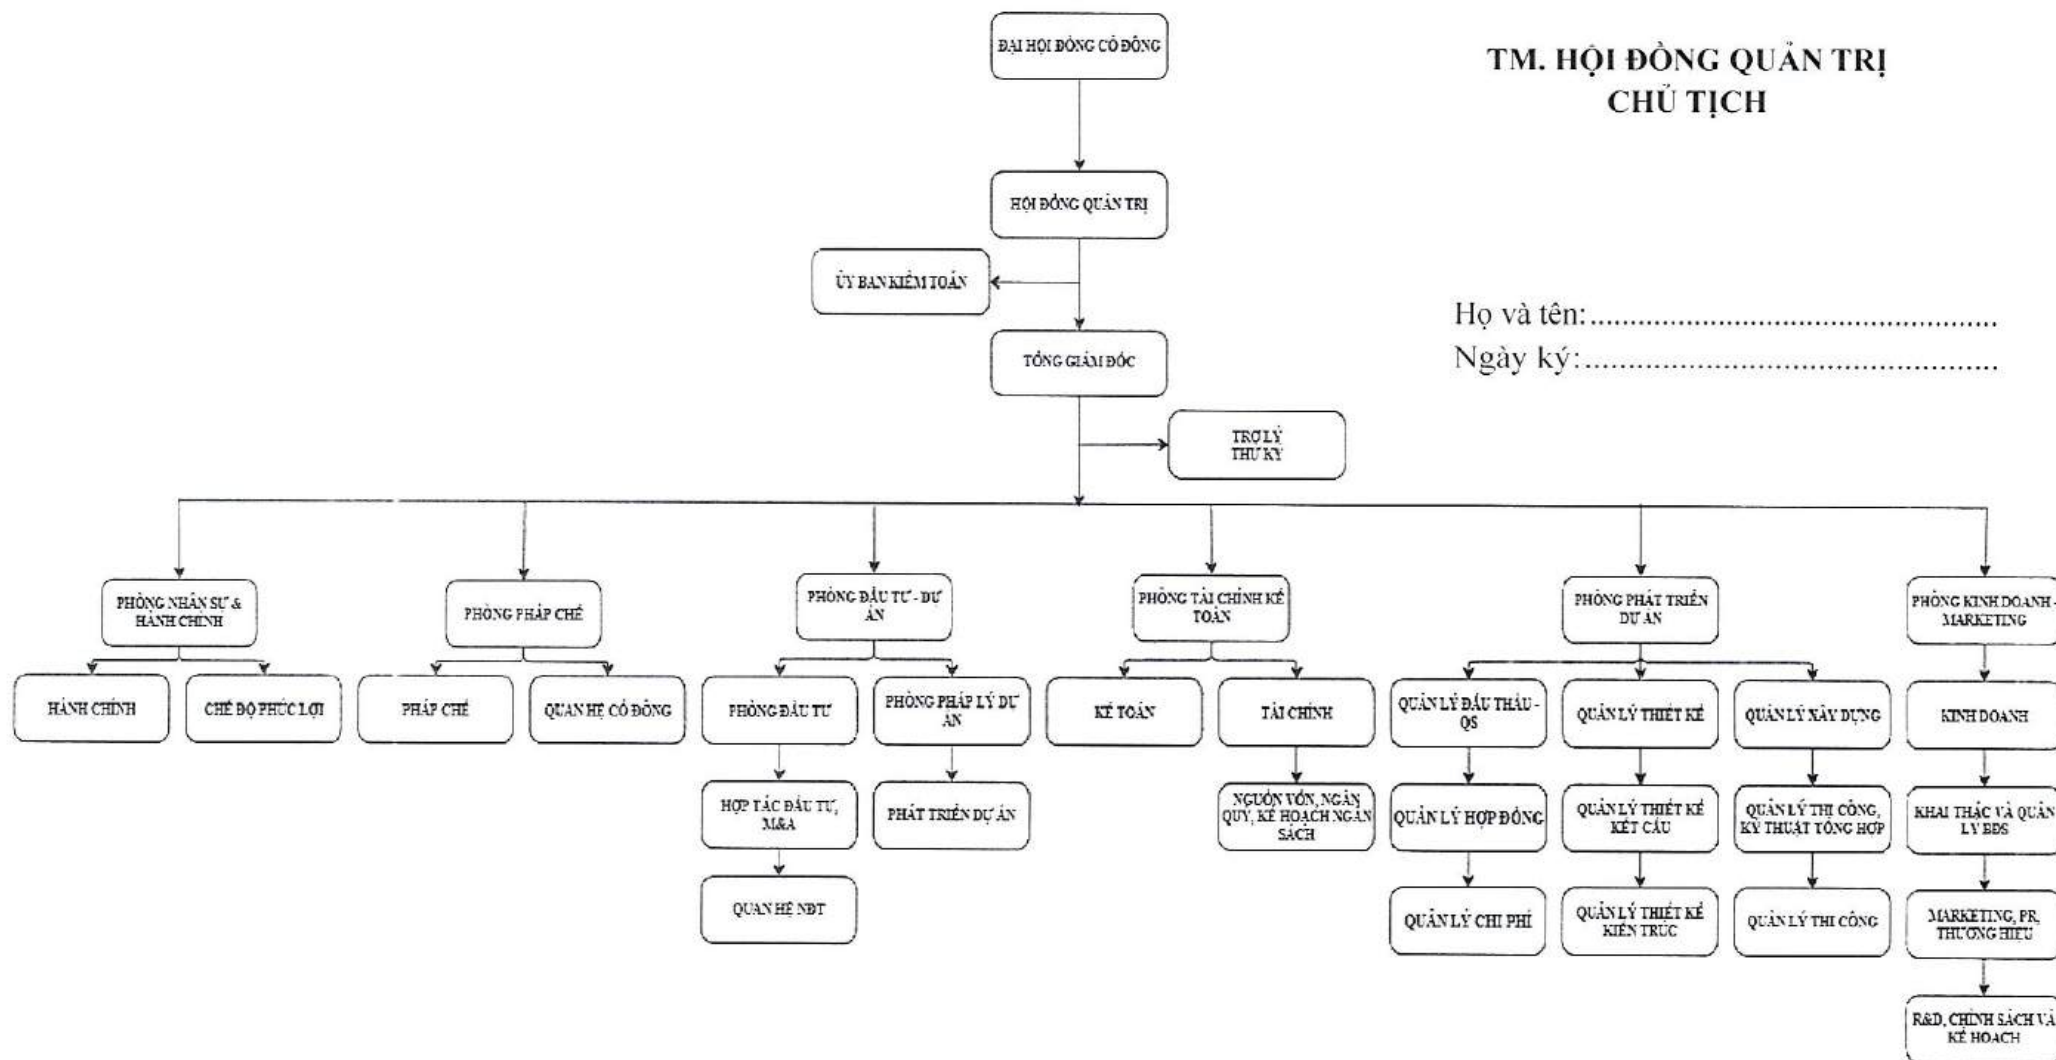 ĐẠI HỘI ĐỒNG CỔ ĐÔNG
TM. HỘI ĐỒNG QUẢN TRỊ
CHỦ TỊCH
HỘI ĐỒNG QUẢN TRỊ
ỦY BAN KIỂM TOÁN
Họ và tên:....................................................
Ngày ký:.....................................................
TỔNG GIÁM ĐỐC
TRỢ LÝ
THƯ KÝ
PHÒNG NHÂN SỰ &
HÀNH CHÍNH
PHÒNG PHÁP CHẾ
PHÒNG ĐẦU TƯ - DỰ
ÁN
PHÒNG TÀI CHÍNH KẾ
TOÁN
PHÒNG PHÁT TRIỂN
DỰ ÁN
PHÒNG KINH DOANH -
MARKETING
HÀNH CHÍNH
CHẾ ĐỘ PHÚC LỢI
PHÁP CHẾ
QUAN HỆ CỔ ĐÔNG
PHÒNG ĐẦU TƯ
PHÒNG PHÁP LÝ DỰ
ÁN
KẾ TOÁN
TÀI CHÍNH
QUẢN LÝ ĐẤU THẦU -
QS
QUẢN LÝ THIẾT KẾ
QUẢN LÝ XÂY DỰNG
KINH DOANH
HỢP TÁC ĐẦU TƯ,
M&A
PHÁT TRIỂN DỰ ÁN
NGUỒN VỐN, NGÂN
QUỸ, KẾ HOẠCH NGÂN
SÁCH
QUẢN LÝ HỢP ĐỒNG
QUẢN LÝ THIẾT KẾ
KẾT CẤU
QUẢN LÝ THI CÔNG,
KỸ THUẬT TỔNG HỢP
KHAI THÁC VÀ QUẢN
LÝ BĐS
QUAN HỆ NĐT
QUẢN LÝ CHI PHÍ
QUẢN LÝ THIẾT KẾ
KIẾN TRÚC
QUẢN LÝ THI CÔNG
MARKETING, PR,
THƯƠNG HIỆU
R&D, CHÍNH SÁCH VÀ
KẾ HOẠCH